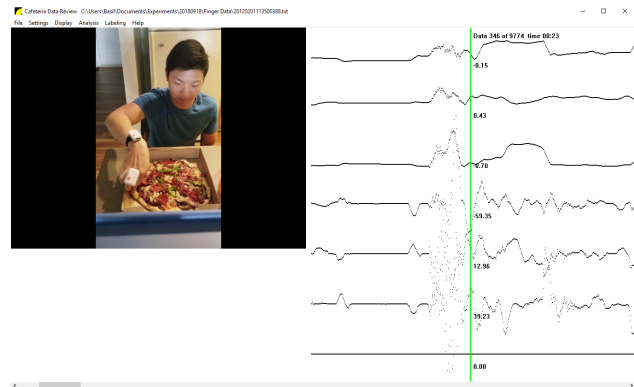 Cafeteria Data Review C:\Users\Basil\Documents\Experiments\20180918\Finger Data\20120201113500388.txt
File Settings Display Analysis Labeling Help
Data 346 of 9774 time 00:23
-0.15
0.43
-0.70
-59.35
12.96
39.23
0.00